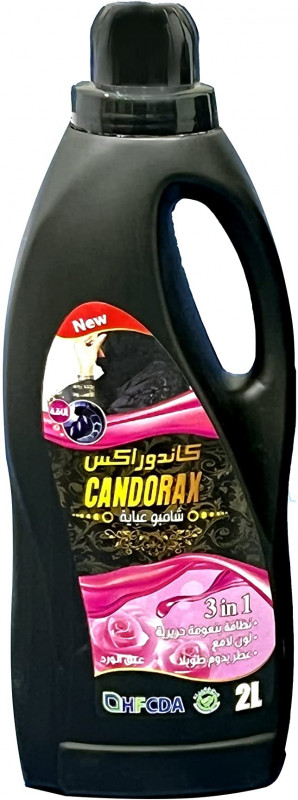 New
أناقة
كاندوراكس
CANDORAX
شامبو عباية
3 in 1
• نظافة بنعومة حريرية
• لون لامع
• عطر يدوم طويلا
عبق الورد
HFCDA
2L